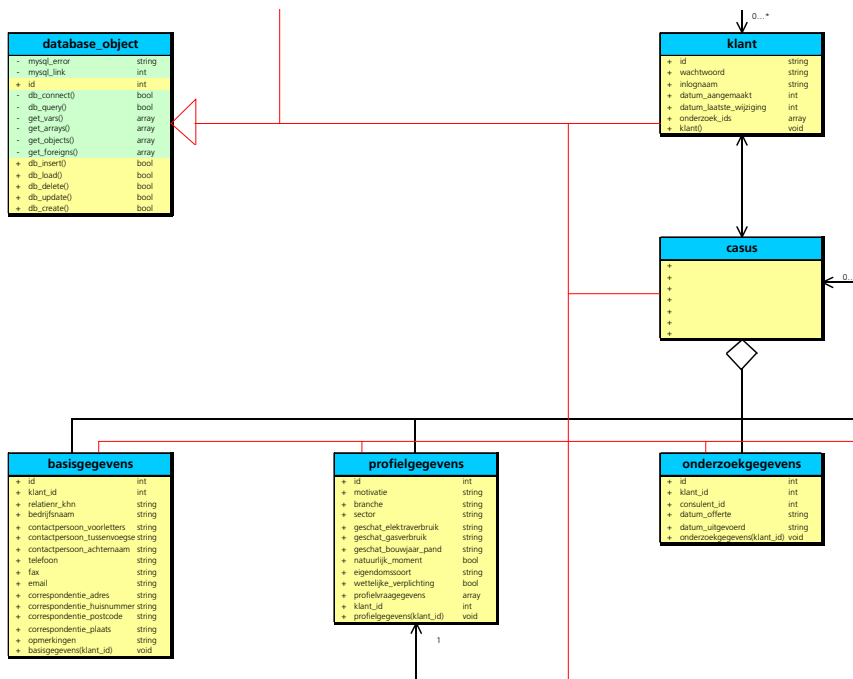 database_object
- mysql_error string
- mysql_link int
+ id int
- db_connect() bool
- db_query() bool
- get_vars() array
- get_arrays() array
- get_objects() array
- get_foreigns() array
+ db_insert() bool
+ db_load() bool
+ db_delete() bool
+ db_update() bool
+ db_create() bool
0...*
klant
+ id string
+ wachtwoord string
+ inlognaam string
+ datum_aangemaakt int
+ datum_laatste_wijziging int
+ onderzoek_ids array
+ klant() void
casus
+
+
+
+
+
+
+
0...
basisgegevens
+ id int
+ klant_id int
+ relatienr_khn string
+ bedrijfsnaam string
+ contactpersoon_voorletters string
+ contactpersoon_tussenvoegse string
+ contactpersoon_achternaam string
+ telefoon string
+ fax string
+ email string
+ correspondentie_adres string
+ correspondentie_huisnummer string
+ correspondentie_postcode string
+ correspondentie_plaats string
+ opmerkingen string
+ basisgegevens(klant_id) void
profielgegevens
+ id int
+ motivatie string
+ branche string
+ sector string
+ geschat_elektraverbruik string
+ geschat_gasverbruik string
+ geschat_bouwjaar_pand string
+ natuurlijk_moment bool
+ eigendomssoort string
+ wettelijke_verplichting bool
+ profielvraagegevens array
+ klant_id int
+ profielgegevens(klant_id) void
1
onderzoekgegevens
+ id int
+ klant_id int
+ consulent_id int
+ datum_offerte string
+ datum_uitgevoerd string
+ onderzoekgegevens(klant_id) void